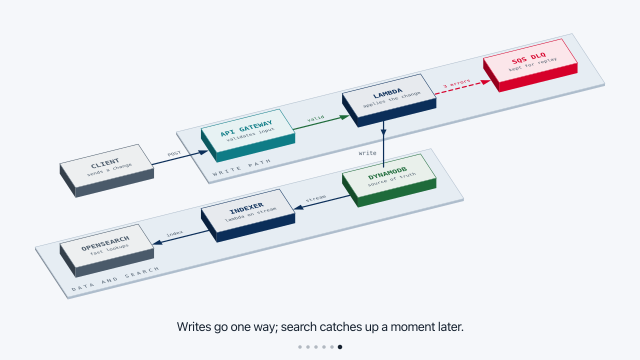 SQS DLQ
kept for replay
3 errors
LAMBDA
applies the change
valid
API GATEWAY
validates input
POST
CLIENT
sends a change
WRITE PATH
Write
DYNAMODB
source of truth
stream
INDEXER
lambda on stream
index
OPENSEARCH
fast lookups
DATA AND SEARCH
Writes go one way; search catches up a moment later.